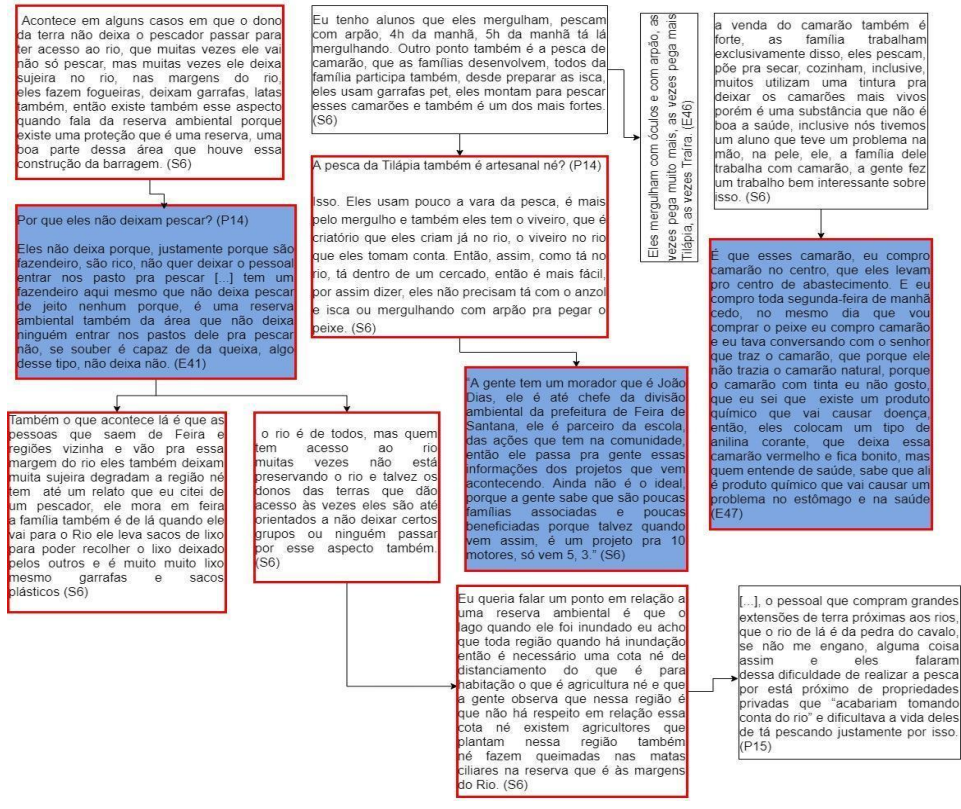 Acontece em alguns casos em que o dono
da terra não deixa o pescador passar para
ter acesso ao rio, que muitas vezes ele vai
não só pescar, mas muitas vezes ele deixa
sujeira no rio, nas margens do rio,
eles fazem fogueiras, deixam garrafas, latas
também, então existe também esse aspecto
quando fala da reserva ambiental porque
existe uma proteção que é uma reserva, uma
boa parte dessa área que houve essa
construção da barragem. (S6)
Eu tenho alunos que eles mergulham, pescam
com arpão, 4h da manhã, 5h da manhã tá lá
mergulhando. Outro ponto também é a pesca de
camarão, que as famílias desenvolvem, todos da
família participa também, desde preparar as isca,
eles usam garrafas pet, eles montam para pescar
esses camarões e também é um dos mais fortes.
(S6)
Eles mergulham com óculos e com arpão, as
vezes pega muito mais, as vezes pega mais
Tilápia, as vezes Traíra. (E46)
a venda do camarão também é
forte, as família trabalham
exclusivamente disso, eles pescam,
põe pra secar, cozinham, inclusive,
muitos utilizam uma tintura pra
deixar os camarões mais vivos
porém é uma substância que não é
boa a saúde, inclusive nós tivemos
um aluno que teve um problema na
mão, na pele, ele, a família dele
trabalha com camarão, a gente fez
um trabalho bem interessante sobre
isso. (S6)
Por que eles não deixam pescar? (P14)
Eles não deixa porque, justamente porque são
fazendeiro, são rico, não quer deixar o pessoal
entrar nos pasto pra pescar [...] tem um
fazendeiro aqui mesmo que não deixa pescar
de jeito nenhum porque, é uma reserva
ambiental também da área que não deixa
ninguém entrar nos pastos dele pra pescar
não, se souber é capaz de da queixa, algo
desse tipo, não deixa não. (E41)
A pesca da Tilápia também é artesanal né? (P14)
Isso. Eles usam pouco a vara da pesca, é mais
pelo mergulho e também eles tem o viveiro, que é
criatório que eles criam já no rio, o viveiro no rio
que eles tomam conta. Então, assim, como tá no
rio, tá dentro de um cercado, então é mais fácil,
por assim dizer, eles não precisam tá com o anzol
e isca ou mergulhando com arpão pra pegar o
peixe. (S6)
É que esses camarão, eu compro
camarão no centro, que eles levam
pro centro de abastecimento. E eu
compro toda segunda-feira de manhã
cedo, no mesmo dia que vou
comprar o peixe eu compro camarão
e eu tava conversando com o senhor
que traz o camarão, que porque ele
não trazia o camarão natural, porque
o camarão com tinta eu não gosto,
que eu sei que existe um produto
químico que vai causar doença,
então, eles colocam um tipo de
anilina corante, que deixa essa
camarão vermelho e fica bonito, mas
quem entende de saúde, sabe que ali
é produto químico que vai causar um
problema no estômago e na saúde
(E47)
Também o que acontece lá é que as
pessoas que saem de Feira e
regiões vizinha e vão pra essa
margem do rio eles também deixam
muita sujeira degradam a região né
tem até um relato que eu citei de
um pescador, ele mora em feira
a família também é de lá quando ele
vai para o Rio ele leva sacos de lixo
para poder recolher o lixo deixado
pelos outros e é muito muito lixo
mesmo garrafas e sacos
plásticos (S6)
o rio é de todos, mas quem
tem acesso ao rio
muitas vezes não está
preservando o rio e talvez os
donos das terras que dão
acesso às vezes eles são até
orientados a não deixar certos
grupos ou ninguém passar
por esse aspecto também.
(S6)
"A gente tem um morador que é João
Dias, ele é até chefe da divisão
ambiental da prefeitura de Feira de
Santana, ele é parceiro da escola,
das ações que tem na comunidade,
então ele passa pra gente essas
informações dos projetos que vem
acontecendo. Ainda não é o ideal,
porque a gente sabe que são poucas
famílias associadas e poucas
beneficiadas porque talvez quando
vem assim, é um projeto pra 10
motores, só vem 5, 3." (S6)
Eu queria falar um ponto em relação a
uma reserva ambiental é que o
lago quando ele foi inundado eu acho
que toda região quando há inundação
então é necessário uma cota né de
distanciamento do que é para
habitação o que é agricultura né e que
a gente observa que nessa região é
que não há respeito em relação essa
cota né existem agricultores que
plantam nessa região também
né fazem queimadas nas matas
ciliares na reserva que é às margens
do Rio. (S6)
[...], o pessoal que compram grandes
extensões de terra próximas aos rios,
que o rio de lá é da pedra do cavalo,
se não me engano, alguma coisa
assim e eles falaram
dessa dificuldade de realizar a pesca
por está próximo de propriedades
privadas que “acabariam tomando
conta do rio” e dificultava a vida deles
de tá pescando justamente por isso.
(P15)